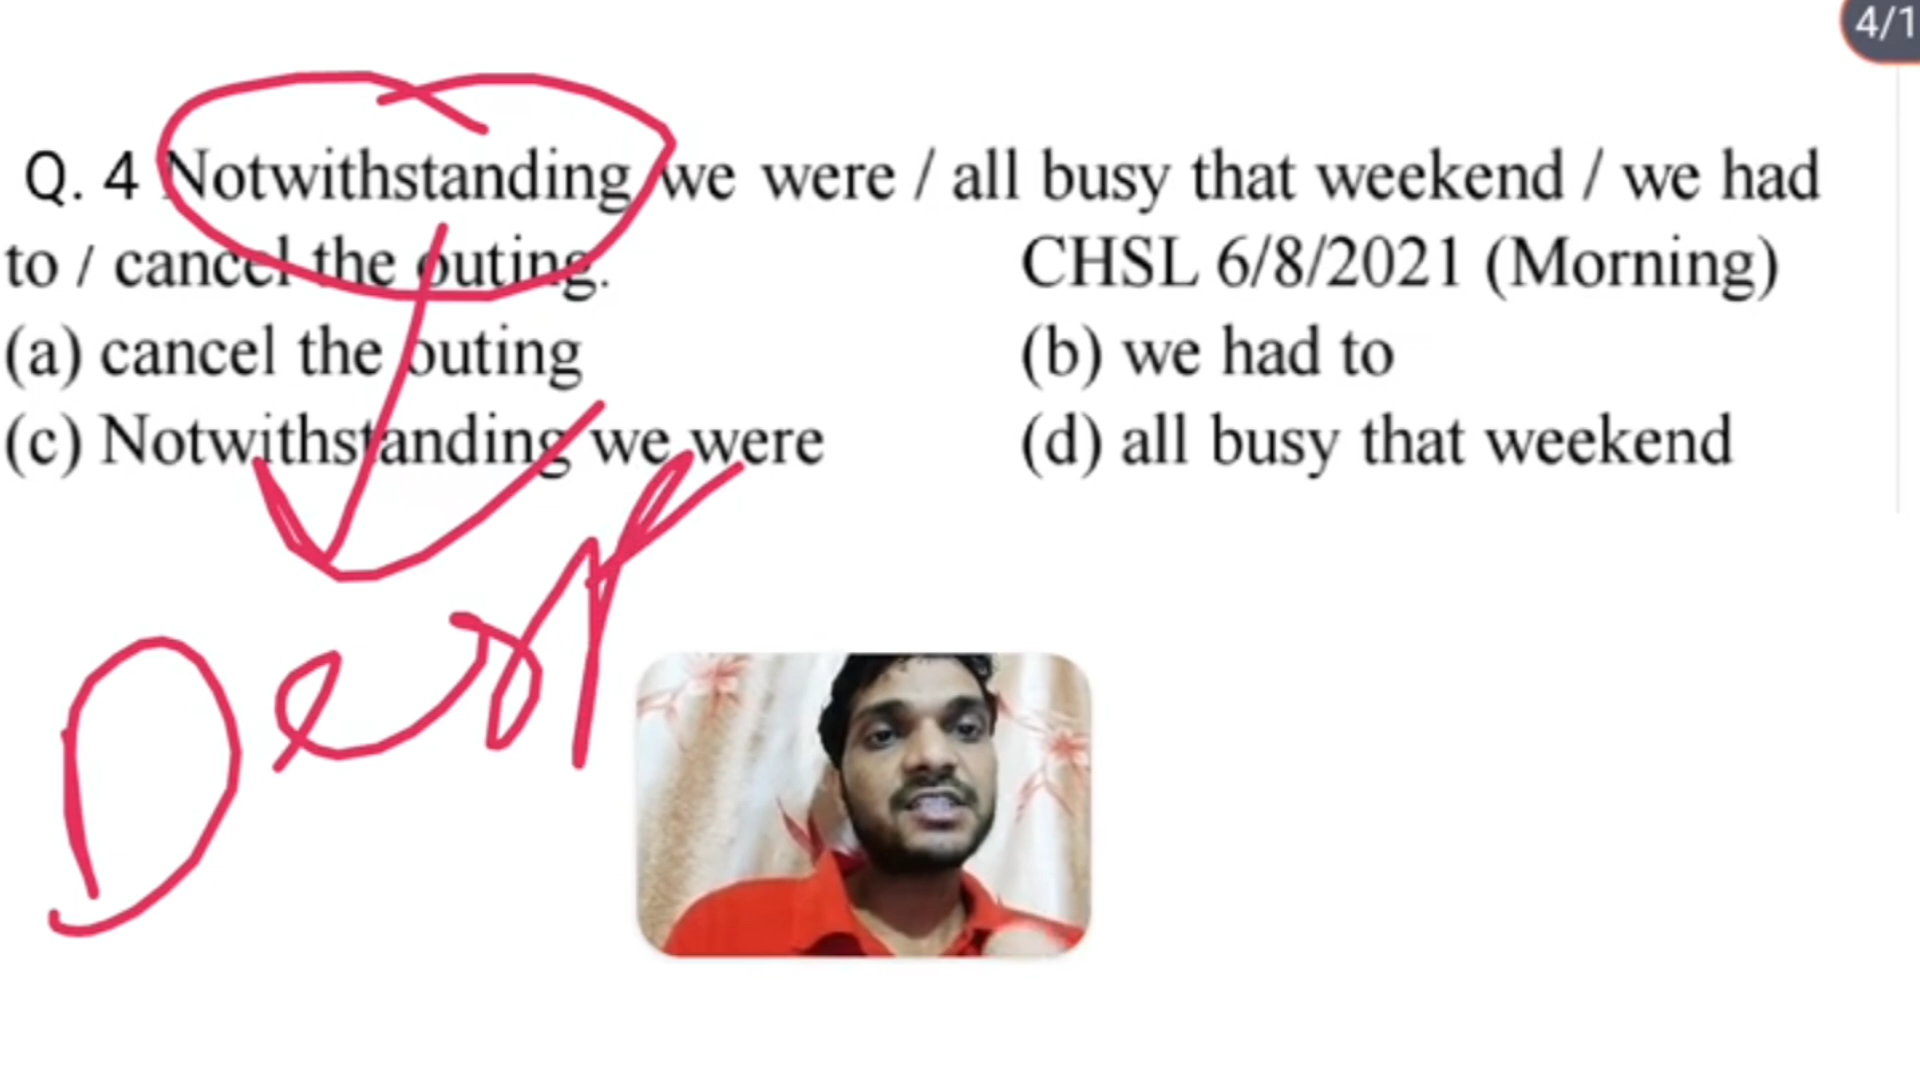 4/1
Q. 4 Notwithstanding we were / all busy that weekend / we had
to / cancel the outing. CHSL 6/8/2021 (Morning)
(a) cancel the outing (b) we had to
(c) Notwithstanding we were (d) all busy that weekend
Desp